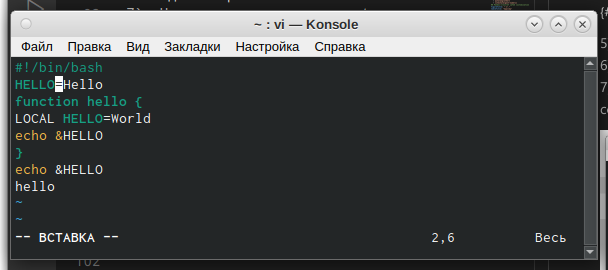 ~ : vi — Konsole
Файл Правка Вид Закладки Настройка Справка
#!/bin/bash
HELLO=Hello
function hello {
LOCAL HELLO=World
echo &HELLO
}
echo &HELLO
hello
~
~
-- ВСТАВКА -- 2,6 Весь
102